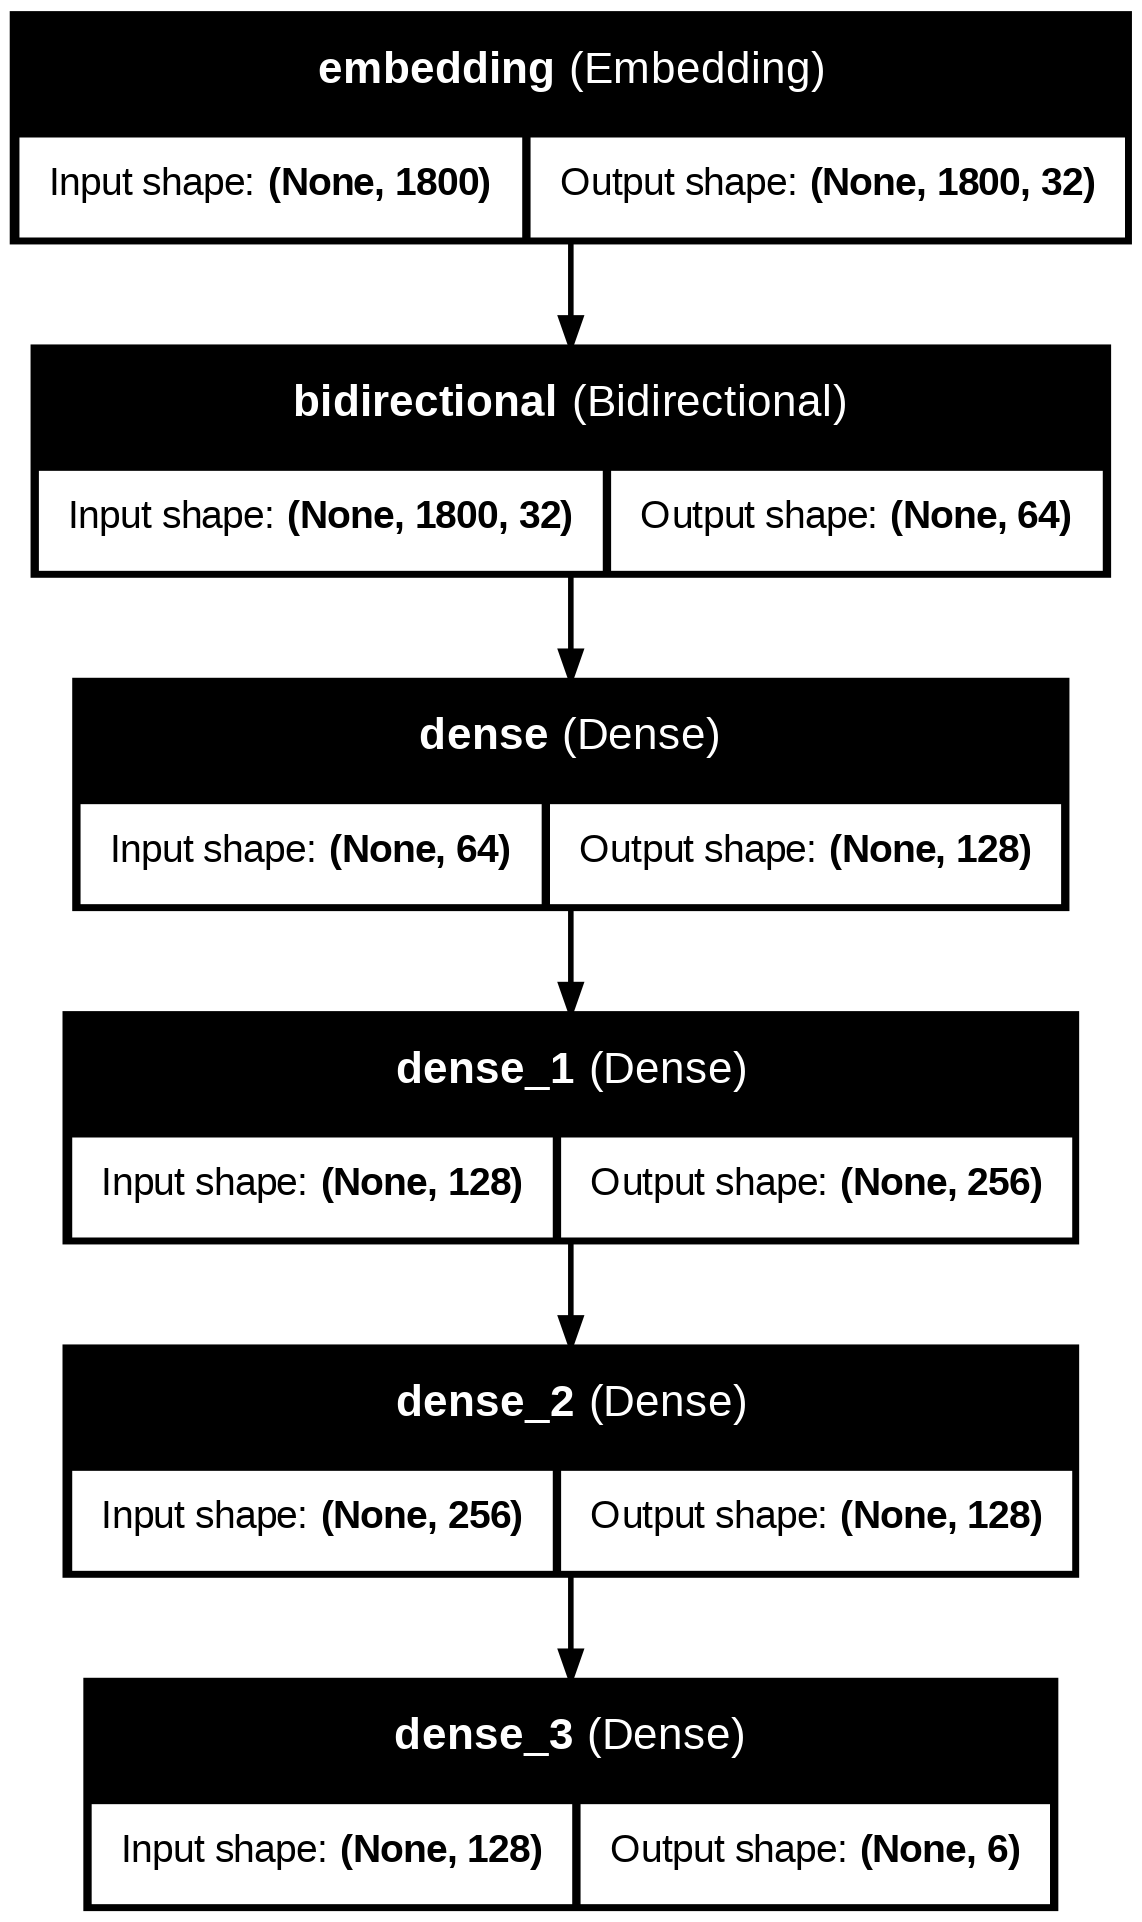 embedding (Embedding)
Input shape: (None, 1800) Output shape: (None, 1800, 32)
bidirectional (Bidirectional)
Input shape: (None, 1800, 32) Output shape: (None, 64)
dense (Dense)
Input shape: (None, 64) Output shape: (None, 128)
dense_1 (Dense)
Input shape: (None, 128) Output shape: (None, 256)
dense_2 (Dense)
Input shape: (None, 256) Output shape: (None, 128)
dense_3 (Dense)
Input shape: (None, 128) Output shape: (None, 6)